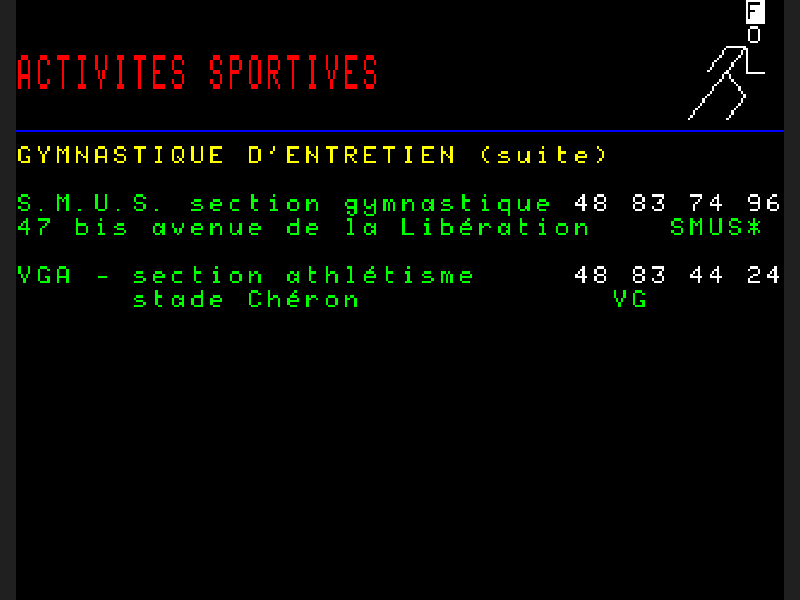 F
ACTIVITES SPORTIVES
GYMNASTIQUE D'ENTRETIEN (suite)
S.M.U.S. section gymnastique 48 83 74 96
47 bis avenue de la Libération SMUS*
VGA - section athlétisme 48 83 44 24
stade Chéron VG